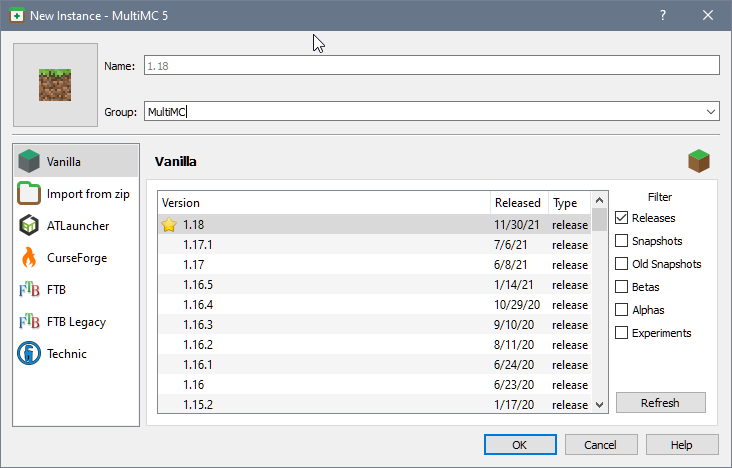 New Instance - MultiMC 5
Name: 1.18
Group: MultiMC
Vanilla
Import from zip
ATLauncher
CurseForge
FTB
FTB Legacy
Technic
Vanilla
Version Released Type
1.18 11/30/21 release
1.17.1 7/6/21 release
1.17 6/8/21 release
1.16.5 1/14/21 release
1.16.4 10/29/20 release
1.16.3 9/10/20 release
1.16.2 8/11/20 release
1.16.1 6/24/20 release
1.16 6/23/20 release
1.15.2 1/17/20 release
Filter
Releases
Snapshots
Old Snapshots
Betas
Alphas
Experiments
Refresh
OK Cancel Help